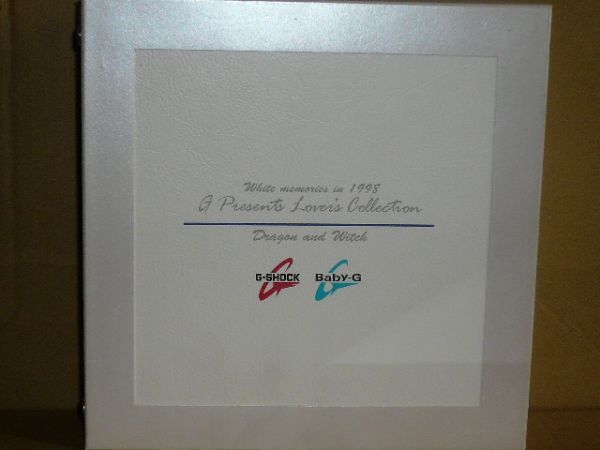 White memories in 1998
G Presents Lover's Collection
Dragon and Witch
G-SHOCK Baby-G